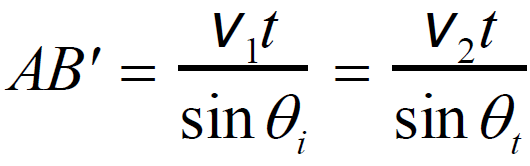 AB′ = v₁t / sin θᵢ = v₂t / sin θₜ